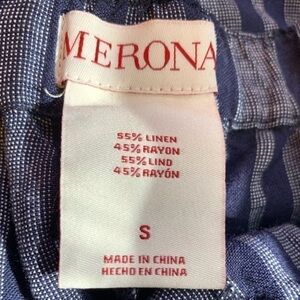 MERONA
55% LINEN
45% RAYON
55% LINO
45% RAYÓN
S
MADE IN CHINA
HECHO EN CHINA